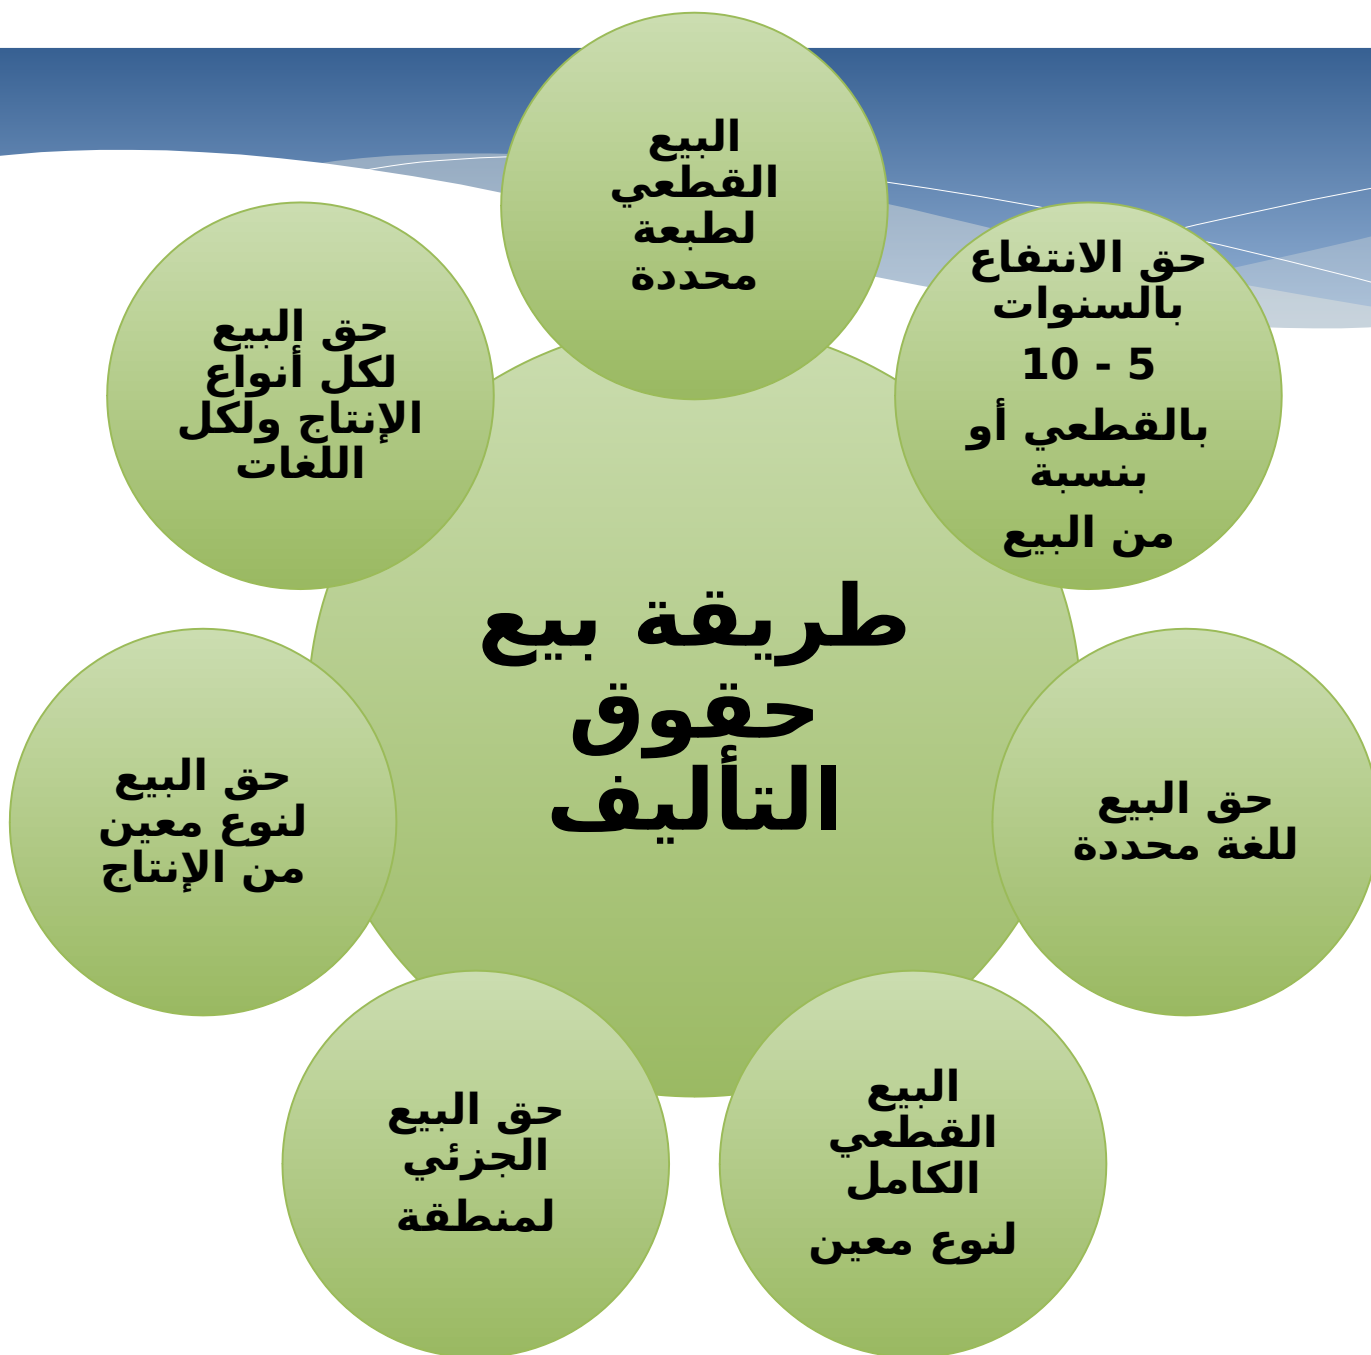 البيع
القطعي
لطبعة
محددة
حق الانتفاع
بالسنوات
5 - 10
بالقطعي أو
بنسبة
من البيع
حق البيع
للغة محددة
البيع
القطعي
الكامل
لنوع معين
حق البيع
الجزئي
لمنطقة
حق البيع
لنوع معين
من الإنتاج
حق البيع
لكل أنواع
الإنتاج ولكل
اللغات
طريقة بيع
حقوق
التأليف